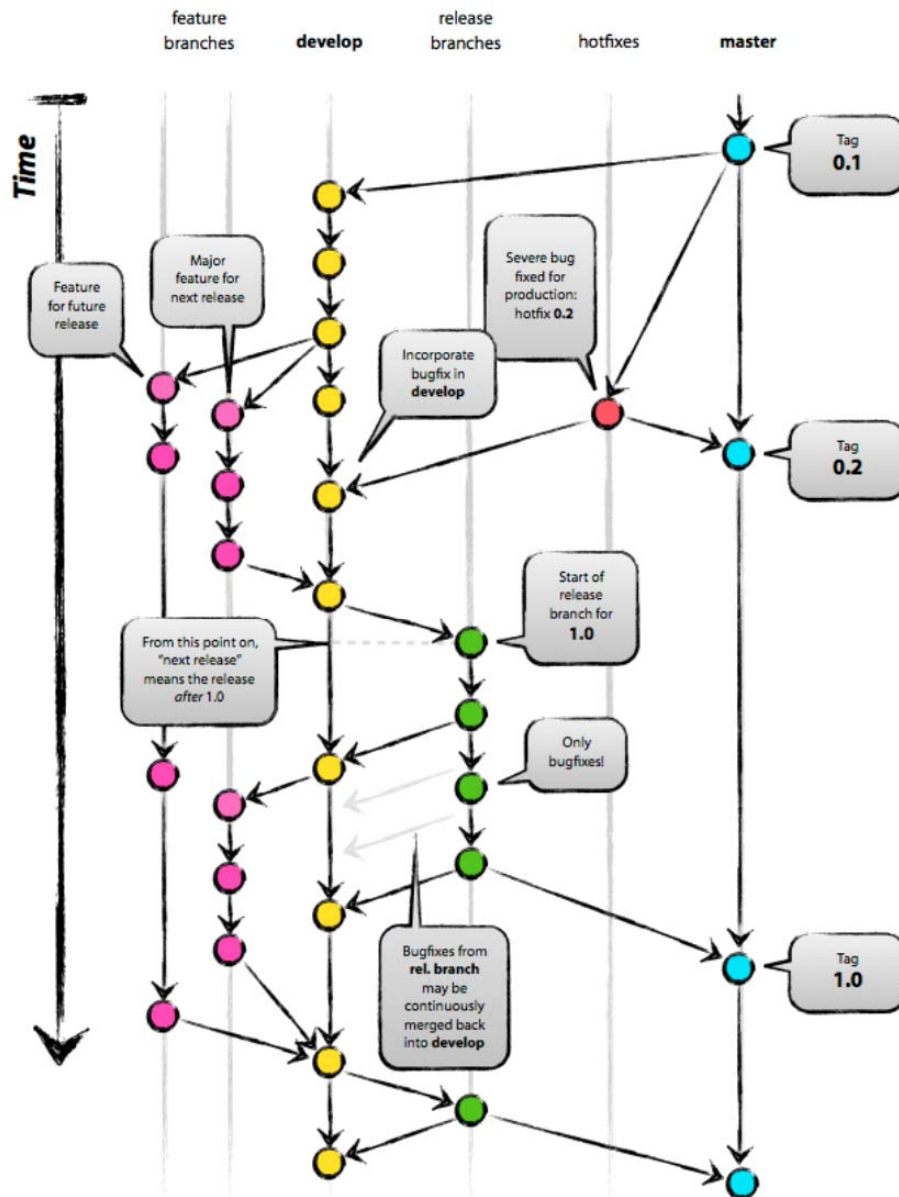 feature
branches
develop
release
branches
hotfixes
master
Time
Tag
0.1
Major
feature for
next release
Severe bug
fixed for
production:
hotfix 0.2
Feature
for future
release
Incorporate
bugfix in
develop
Tag
0.2
Start of
release
branch for
1.0
From this point on,
“next release”
means the release
after 1.0
Only
bugfixes!
Bugfixes from
rel. branch
may be
continuously
merged back
into develop
Tag
1.0